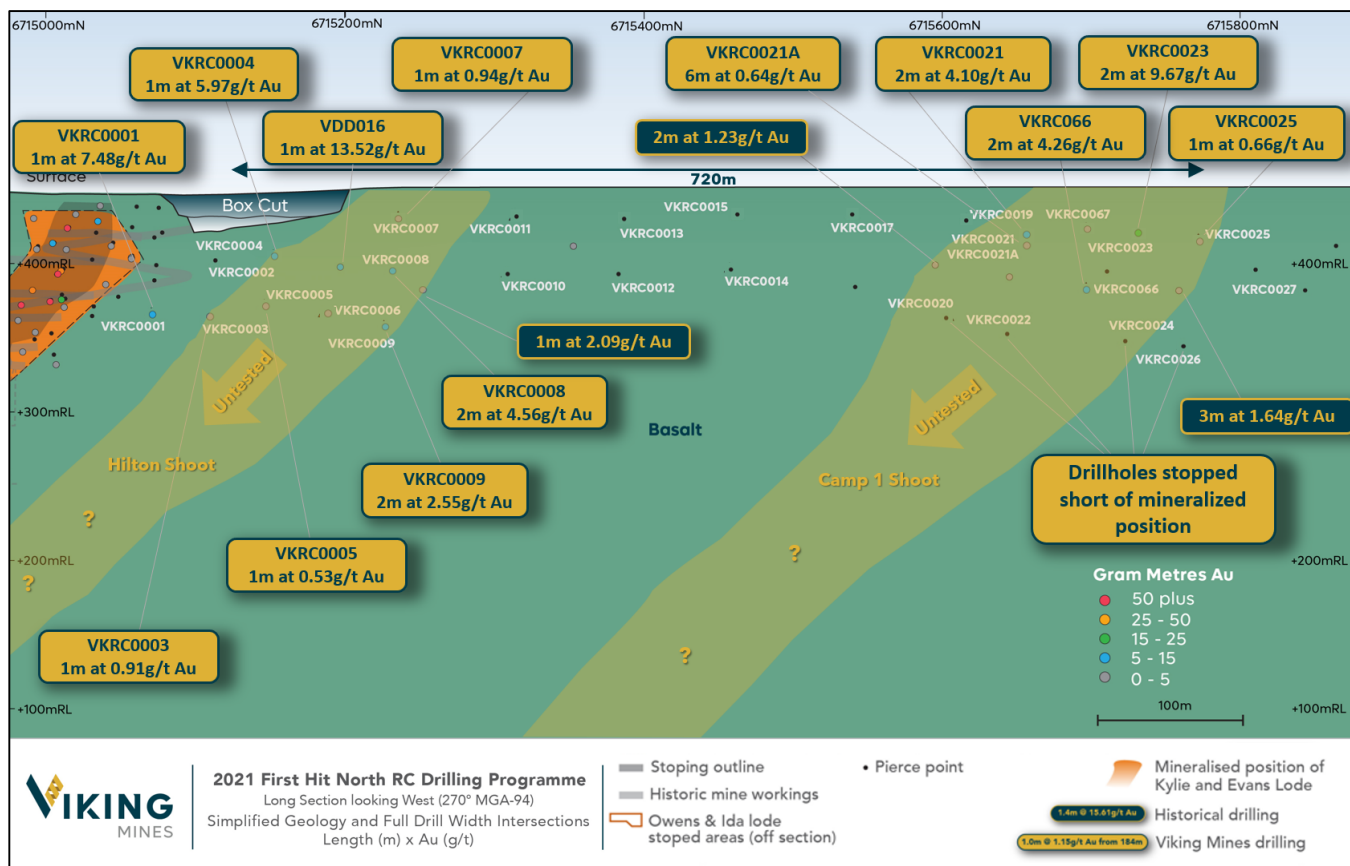 6715000mN
6715200mN
6715400mN
6715600mN
6715800mN
VKRC0007
1m at 0.94g/t Au
VKRC0021A
6m at 0.64g/t Au
VKRC0021
2m at 4.10g/t Au
VKRC0023
2m at 9.67g/t Au
VKRC0004
1m at 5.97g/t Au
VKRC0001
1m at 7.48g/t Au
VDD016
1m at 13.52g/t Au
2m at 1.23g/t Au
VKRC066
2m at 4.26g/t Au
VKRC0025
1m at 0.66g/t Au
Surface
720m
Box Cut
VKRC0004
VKRC0002
VKRC0007
VKRC0008
VKRC0011
VKRC0013
VKRC0015
VKRC0017
VKRC0019
VKRC0021
VKRC0021A
VKRC0067
VKRC0023
VKRC0025
+400mRL
+400mRL
VKRC0001
VKRC0003
VKRC0005
VKRC0006
VKRC0009
VKRC0010
VKRC0012
VKRC0014
VKRC0020
VKRC0022
VKRC0066
VKRC0024
VKRC0026
VKRC0027
1m at 2.09g/t Au
VKRC0008
2m at 4.56g/t Au
Untested
Untested
3m at 1.64g/t Au
+300mRL
+300mRL
Basalt
Hilton Shoot
Camp 1 Shoot
VKRC0009
2m at 2.55g/t Au
Drillholes stopped
short of mineralized
position
?
?
?
?
VKRC0005
1m at 0.53g/t Au
+200mRL
+200mRL
VKRC0003
1m at 0.91g/t Au
Gram Metres Au
50 plus
25 - 50
15 - 25
5 - 15
0 - 5
100m
+100mRL
+100mRL
VIKING
MINES
2021 First Hit North RC Drilling Programme
Long Section looking West (270° MGA-94)
Simplified Geology and Full Drill Width Intersections
Length (m) x Au (g/t)
Stoping outline
Historic mine workings
Owens & Ida lode
stoped areas (off section)
Pierce point
Mineralised position of
Kylie and Evans Lode
1.4m @ 15.61g/t Au
Historical drilling
1.0m @ 1.15g/t Au from 184m
Viking Mines drilling